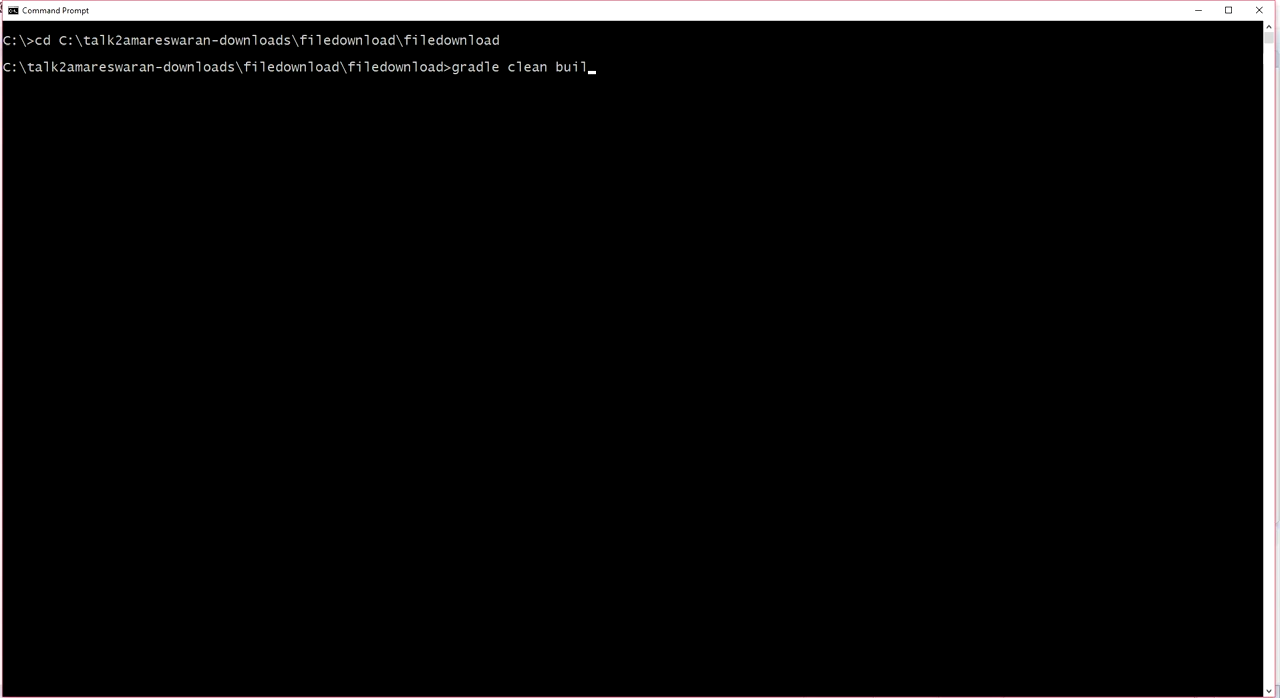 Command Prompt
C:\>cd C:\talk2amareswaran-downloads\filedownload\filedownload
C:\talk2amareswaran-downloads\filedownload\filedownload>gradle clean buil